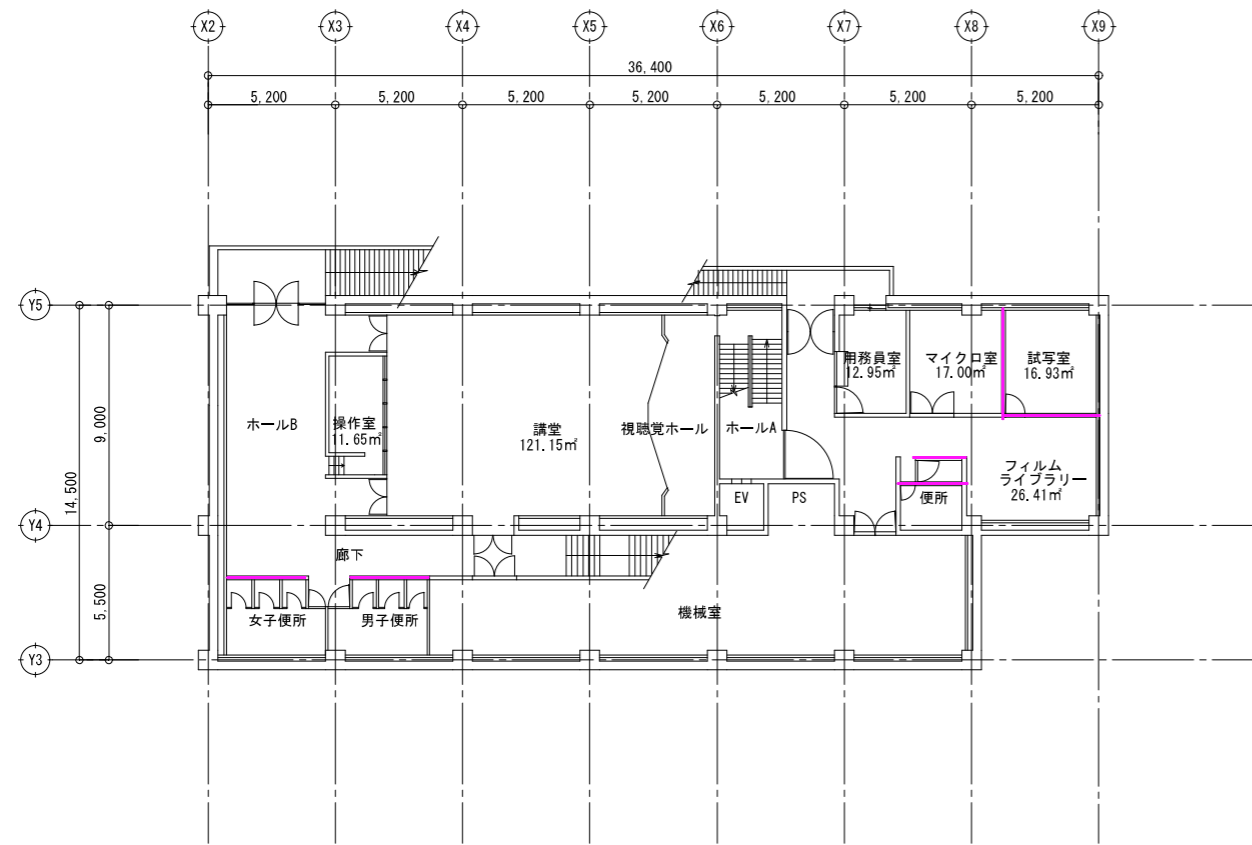 X2 X3 X4 X5 X6 X7 X8 X9
36,400
5,200 5,200 5,200 5,200 5,200 5,200 5,200
Y5
用務員室
12.95㎡
マイクロ室
17.00㎡
試写室
16.93㎡
9,000
14,500
ホールB
操作室
11.65㎡
講堂
121.15㎡
視聴覚ホール
ホールA
フィルム
ライブラリー
26.41㎡
EV
PS
便所
Y4
廊下
5,500
女子便所
男子便所
機械室
Y3